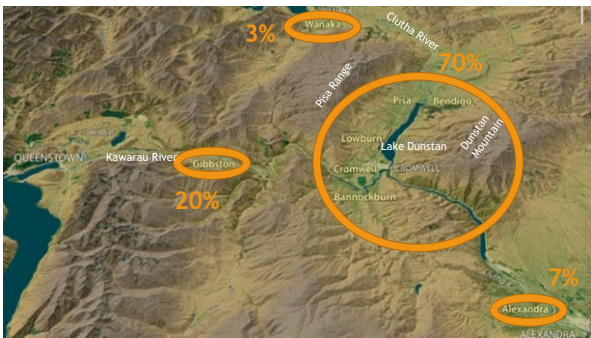 Wanaka
3%
Clutha River
70%
Pisa Range
Pisa
Bendigo
Dunstan
Mountain
Lowburn
Lake Dunstan
QUEENSTOWN
Kawarau River
Gibbston
Cromwell
CROMWELL
20%
Bannockburn
Clutha R.
7%
Alexandra
ALEXANDRA